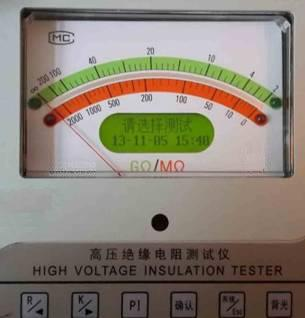 MC
∞ 200 100 40 20 10 4 2
∞ 2000 1000 500 200 100 50 10 0
请选择测试
13-11-05 15:40
GΩ/MΩ
高压绝缘电阻测试仪
HIGH VOLTAGE INSULATION TESTER
R/◀ K/▶ PI 确认 Esc 背光